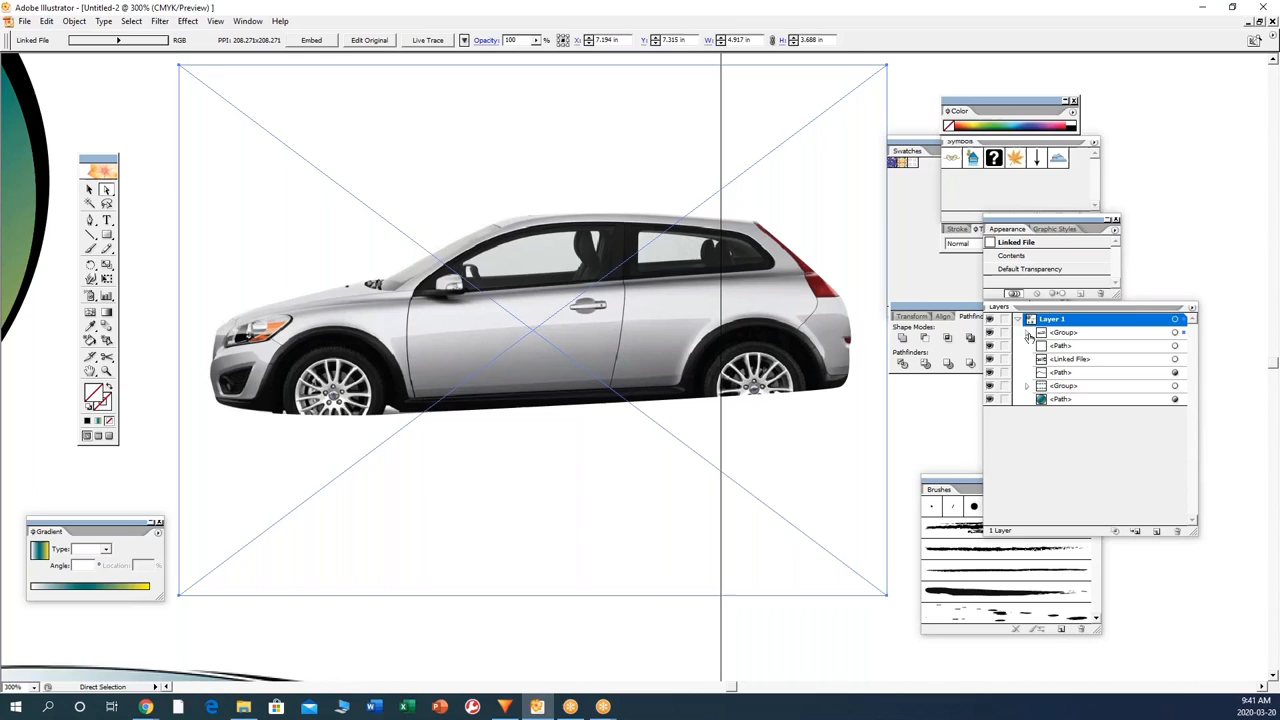 Adobe Illustrator - [Untitled-2 @ 300% (CMYK/Preview) ]
File Edit Object Type Select Filter Effect View Window Help
Linked File RGB PPI: 208.271x208.271 Embed Edit Original Live Trace Opacity: 100 % X: 7.194 in Y: 7.315 in W: 4.917 in H: 3.688 in
Color
Swatches
Symbols
Stroke
Normal
Appearance Graphic Styles
Linked File
Contents
Default Transparency
Transform Align Pathfin
Shape Modes:
Pathfinders:
Layers
Layer 1
<Group>
<Path>
<Linked File>
<Path>
<Group>
<Path>
1 Layer
Brushes
Gradient
Type:
Angle: ° Location: %
300% Direct Selection
9:41 AM
2020-03-20